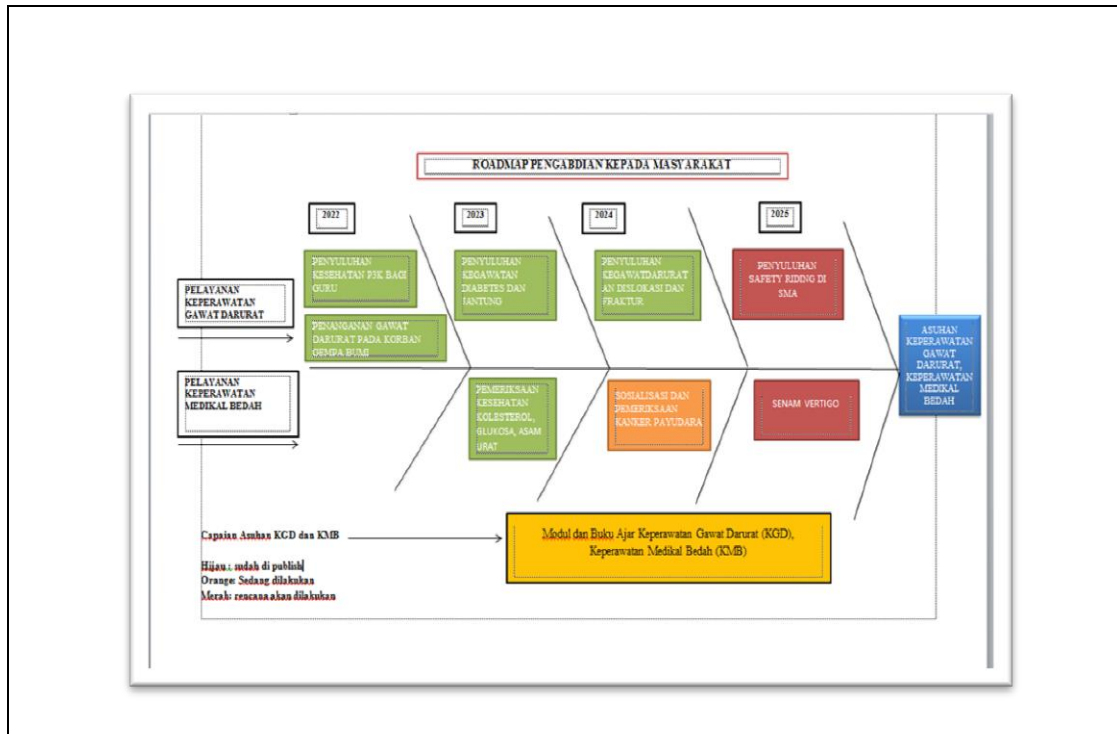 ROADMAP PENGABDIAN KEPADA MASYARAKAT
2022
2023
2024
2025
PENYULUHAN
KESEHATAN P3K BAGI
GURU
PENYULUHAN
KEGAWATAN
DIABETES DAN
JANTUNG
PENYULUHAN
KEGAWATDARURAT
AN DISLOKASI DAN
FRAKTUR
PENYULUHAN
SAFETY RIDING DI
SMA
PELAYANAN
KEPERAWATAN
GAWAT DARURAT
PENANGANAN GAWAT
DARURAT PADA KORBAN
GEMPA BUMI
ASUHAN
KEPERAWATAN
GAWAT
DARURAT,
KEPERAWATAN
MEDIKAL
BEDAH
PELAYANAN
KEPERAWATAN
MEDIKAL BEDAH
PEMERIKSAAN
KESEHATAN
KOLESTEROL,
GLUKOSA, ASAM
URAT
SOSIALISASI DAN
PEMERIKSAAN
KANKER PAYUDARA
SENAM VERTIGO
Capaian Asuhan KGD dan KMB
Modul dan Buku Ajar Keperawatan Gawat Darurat (KGD),
Keperawatan Medikal Bedah (KMB)
Hijau : sudah di publish
Orange: Sedang dilakukan
Merah: rencana akan dilakukan